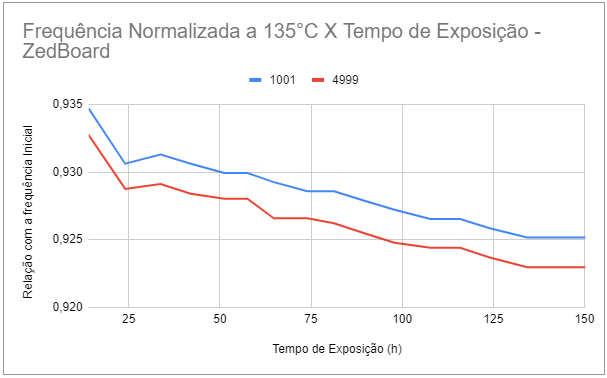 Frequência Normalizada a 135°C X Tempo de Exposição -
ZedBoard
1001 4999
Relação com a frequência Inicial
0,935
0,930
0,925
0,920
25 50 75 100 125 150
Tempo de Exposição (h)